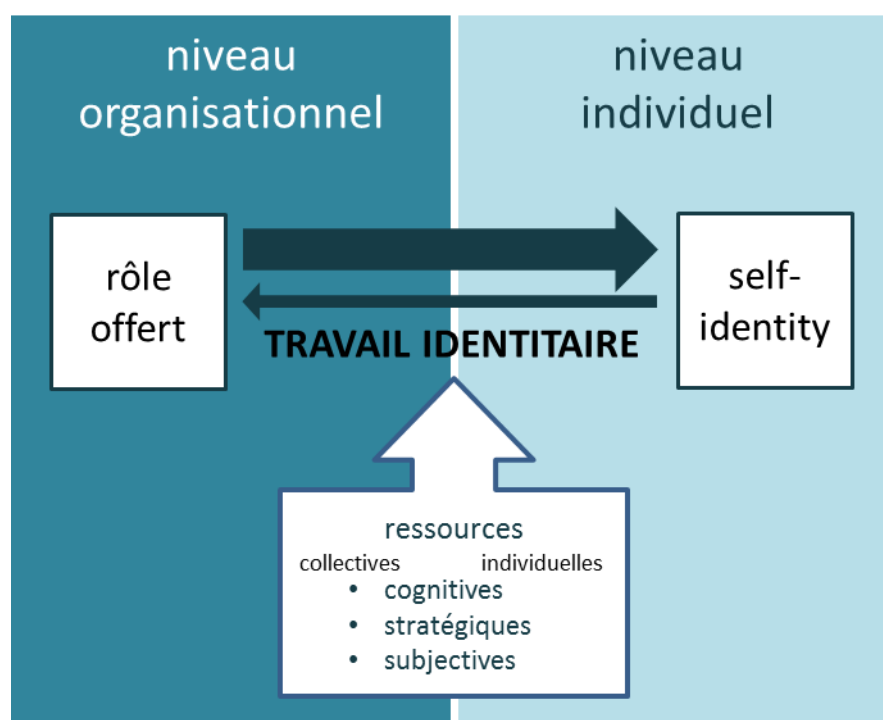 niveau
organisationnel
niveau
individuel
rôle
offert
self-
identity
TRAVAIL IDENTITAIRE
ressources
collectives individuelles
• cognitives
• stratégiques
• subjectives